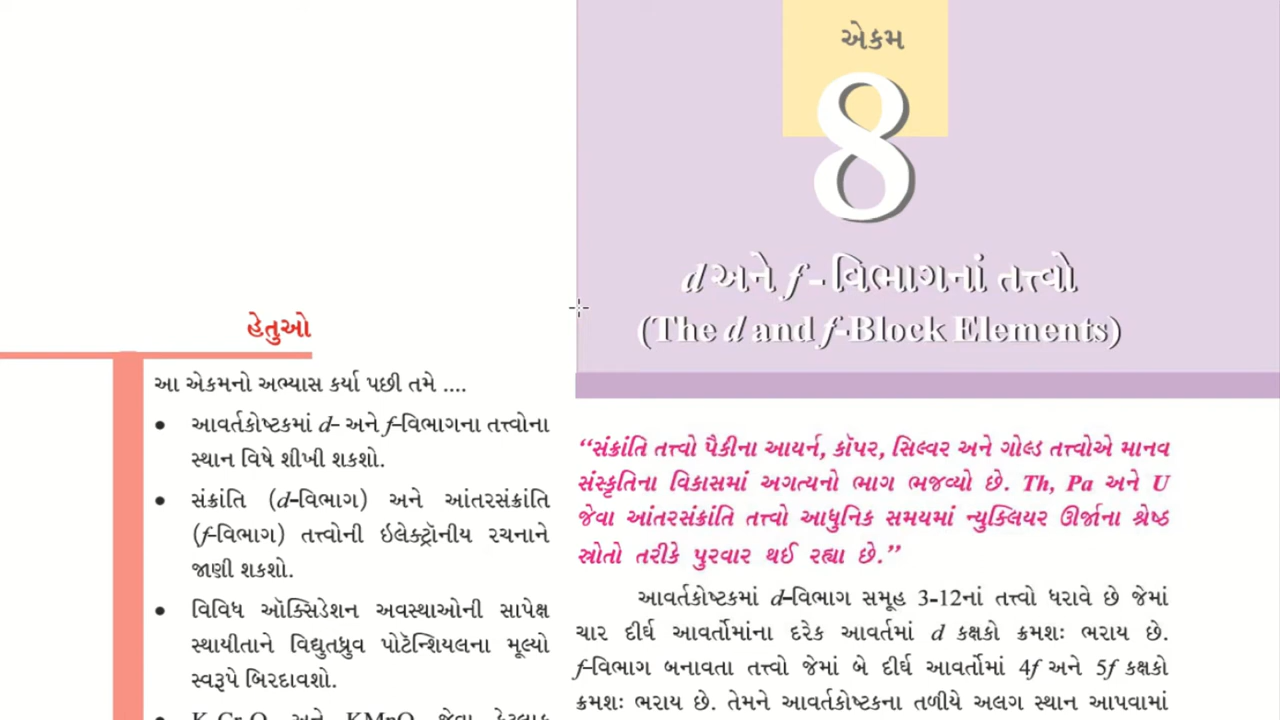 એકમ
8
d અને f - વિભાગનાં તત્ત્વો
(The d and f-Block Elements)
હેતુઓ
આ એકમનો અભ્યાસ કર્યા પછી તમે ....
• આવર્તકોષ્ટકમાં d- અને f-વિભાગના તત્ત્વોના
સ્થાન વિષે શીખી શકશો.
• સંક્રાંતિ (d-વિભાગ) અને આંતરસંક્રાંતિ
(f-વિભાગ) તત્ત્વોની ઇલેક્ટ્રૉનીય રચનાને
જાણી શકશો.
• વિવિધ ઑક્સિડેશન અવસ્થાઓની સાપેક્ષ
સ્થાયીતાને વિદ્યુતધ્રુવ પોટૅન્શિયલના મૂલ્યો
સ્વરૂપે બિરદાવશો.
“સંક્રાંતિ તત્ત્વો પૈકીના આયર્ન, કૉપર, સિલ્વર અને ગોલ્ડ તત્ત્વોએ માનવ
સંસ્કૃતિના વિકાસમાં અગત્યનો ભાગ ભજવ્યો છે. Th, Pa અને U
જેવા આંતરસંક્રાંતિ તત્ત્વો આધુનિક સમયમાં ન્યુક્લિયર ઊર્જાના શ્રેષ્ઠ
સ્રોતો તરીકે પુરવાર થઈ રહ્યા છે.”
આવર્તકોષ્ટકમાં d-વિભાગ સમૂહ 3-12નાં તત્ત્વો ધરાવે છે જેમાં
ચાર દીર્ઘ આવર્તોમાંના દરેક આવર્તમાં d કક્ષકો ક્રમશઃ ભરાય છે.
f-વિભાગ બનાવતા તત્ત્વો જેમાં બે દીર્ઘ આવર્તોમાં 4f અને 5f કક્ષકો
ક્રમશઃ ભરાય છે. તેમને આવર્તકોષ્ટકના તળીયે અલગ સ્થાન આપવામાં